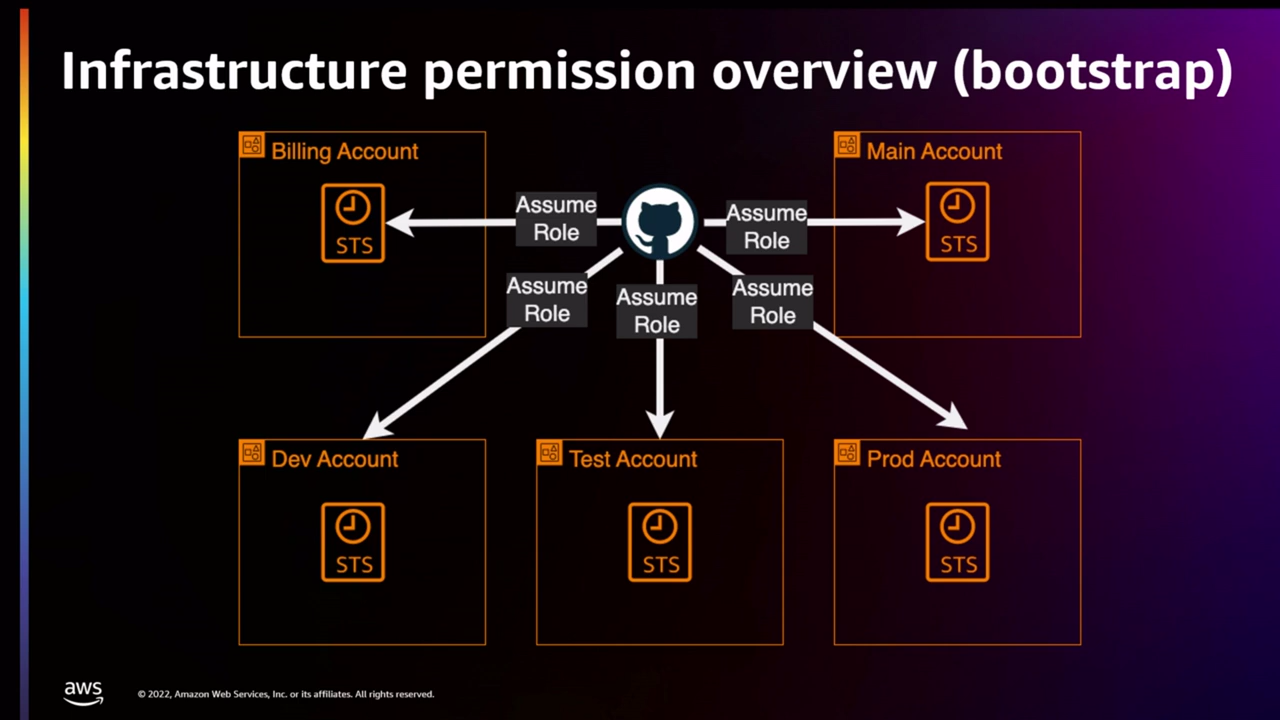 Infrastructure permission overview (bootstrap)
Billing Account
STS
Assume
Role
Assume
Role
Main Account
STS
Assume
Role
Assume
Role
Assume
Role
Dev Account
STS
Test Account
STS
Prod Account
STS
aws
© 2022, Amazon Web Services, Inc. or its affiliates. All rights reserved.